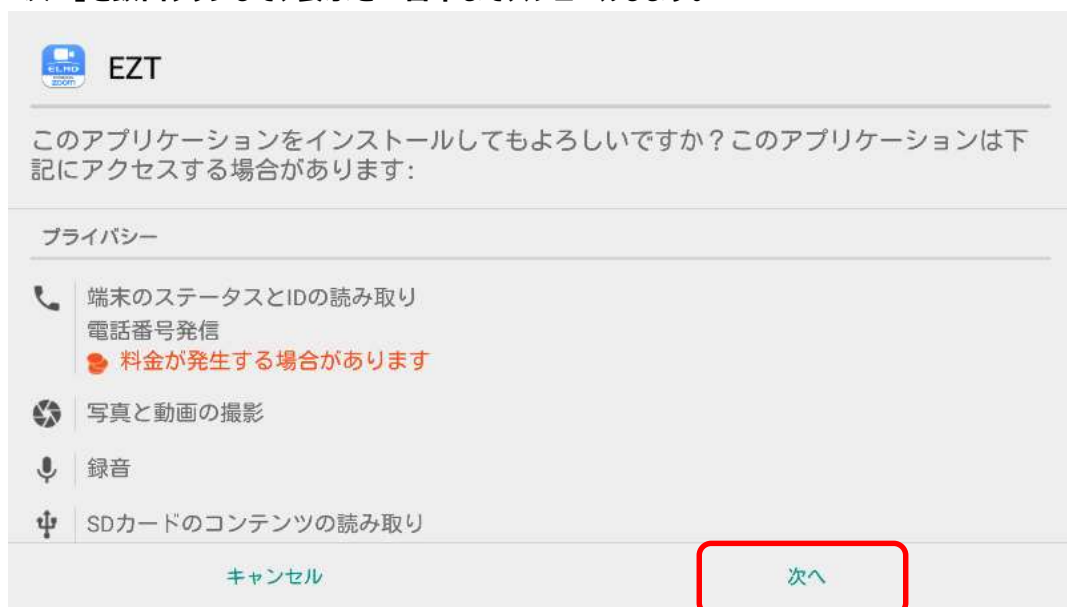 EZT
このアプリケーションをインストールしてもよろしいですか？このアプリケーションは下
記にアクセスする場合があります:
プライバシー
端末のステータスとIDの読み取り
電話番号発信
料金が発生する場合があります
写真と動画の撮影
録音
SDカードのコンテンツの読み取り
キャンセル
次へ